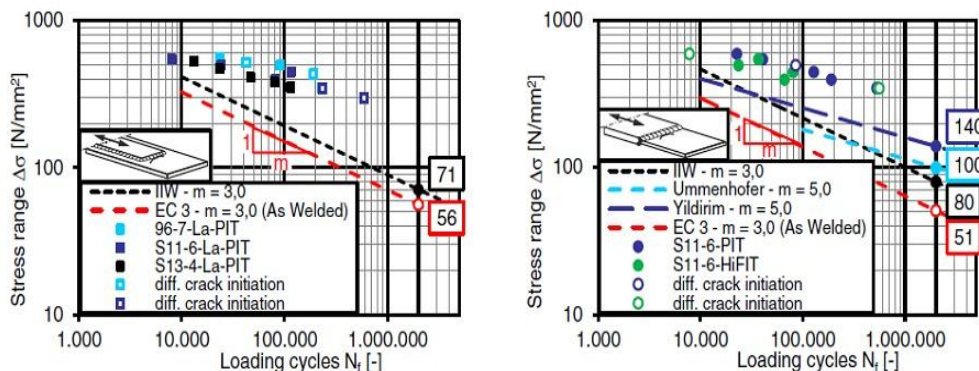 Stress range Δσ [N/mm²]
1000
100
10
1
m
71
56
IIW - m = 3,0
EC 3 - m = 3,0 (As Welded)
96-7-La-PIT
S11-6-La-PIT
S13-4-La-PIT
diff. crack initiation
diff. crack initiation
1.000
10.000
100.000
1.000.000
Loading cycles Nf [-]
Stress range Δσ [N/mm²]
1000
100
10
1
m
140
100
80
51
IIW - m = 3,0
Ummenhofer - m = 5,0
Yildirim - m = 5,0
EC 3 - m = 3,0 (As Welded)
S11-6-PIT
S11-6-HiFIT
diff. crack initiation
diff. crack initiation
1.000
10.000
100.000
1.000.000
Loading cycles Nf [-]